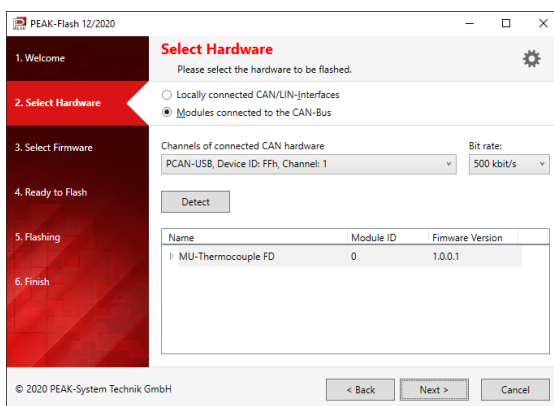 PEAK-Flash 12/2020
1. Welcome
2. Select Hardware
3. Select Firmware
4. Ready to Flash
5. Flashing
6. Finish
Select Hardware
Please select the hardware to be flashed.
Locally connected CAN/LIN-Interfaces
Modules connected to the CAN-Bus
Channels of connected CAN hardware Bit rate:
PCAN-USB, Device ID: FFh, Channel: 1 500 kbit/s
Detect
Name Module ID Fimware Version
MU-Thermocouple FD 0 1.0.0.1
© 2020 PEAK-System Technik GmbH < Back Next > Cancel